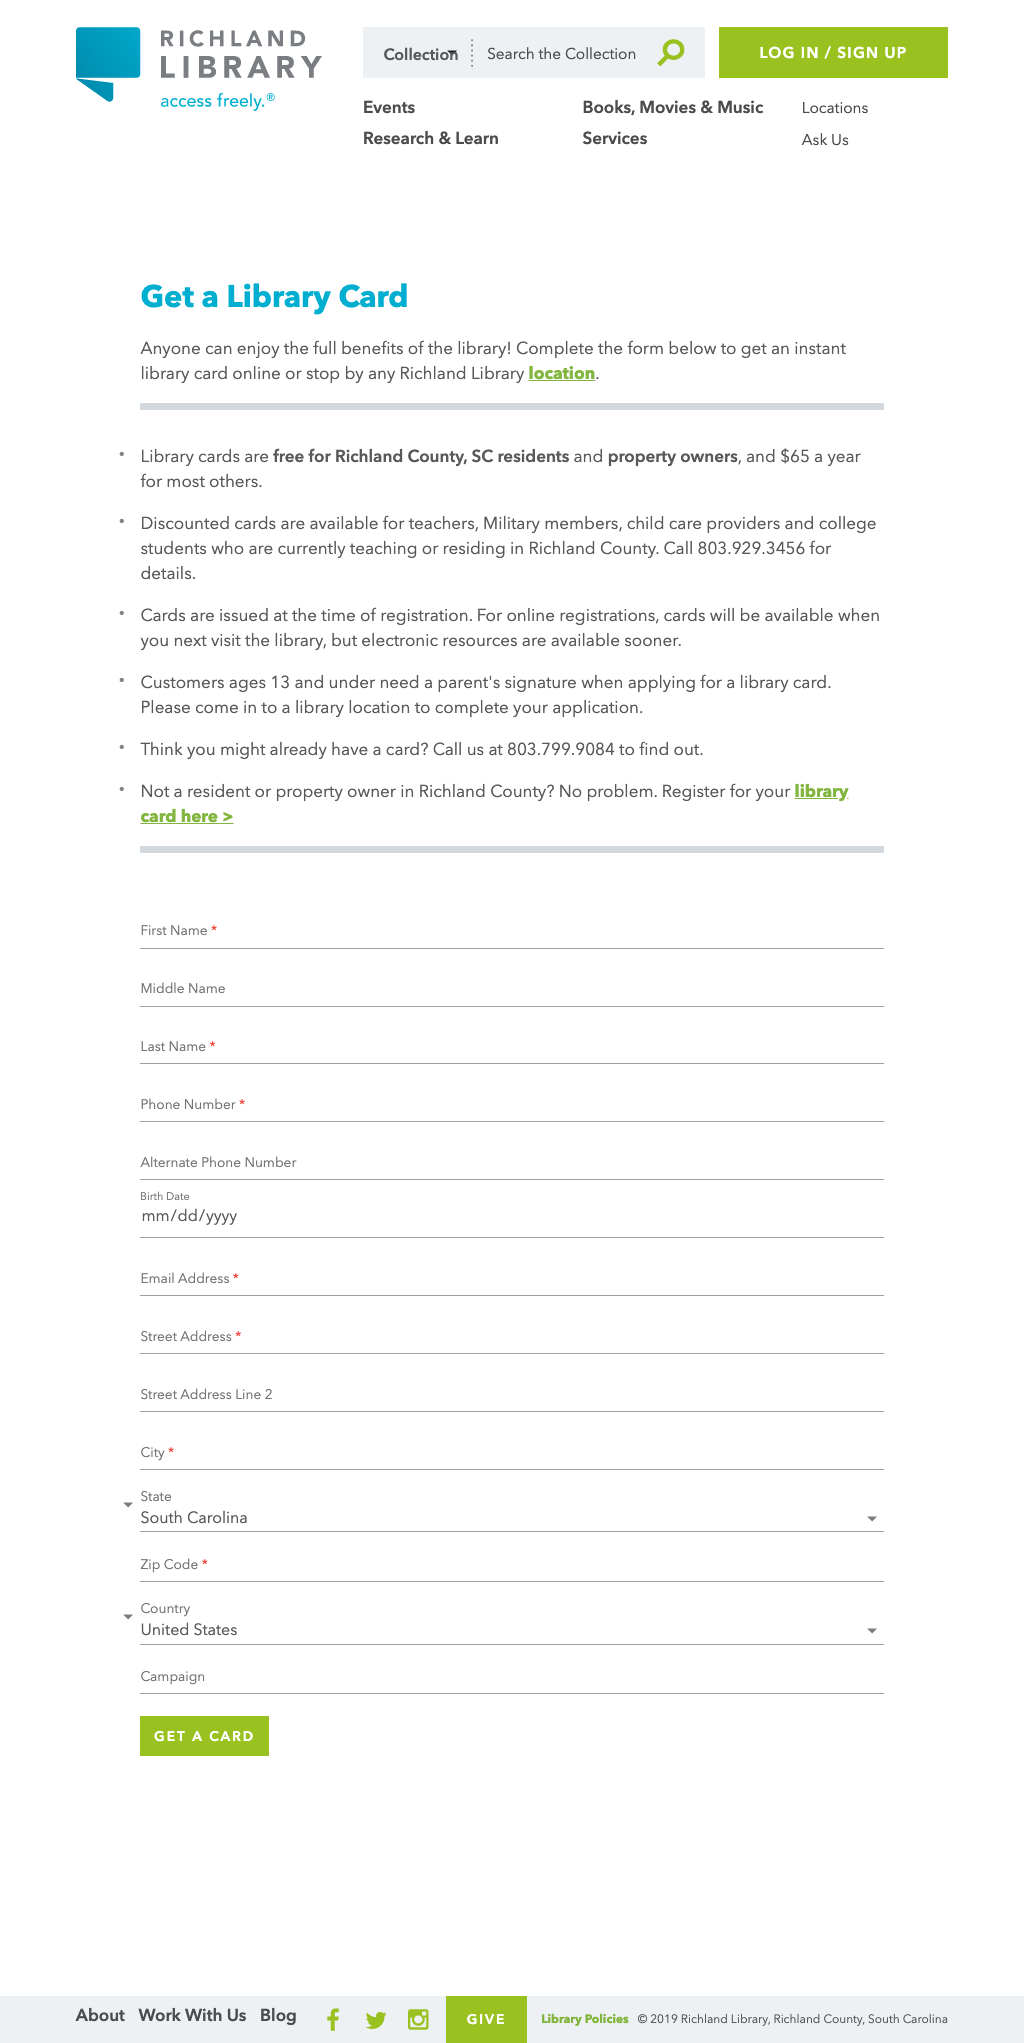 RICHLAND
LIBRARY
access freely.®
Collection
Search the Collection
LOG IN / SIGN UP
Events
Books, Movies & Music
Locations
Research & Learn
Services
Ask Us
Get a Library Card
Anyone can enjoy the full benefits of the library! Complete the form below to get an instant
library card online or stop by any Richland Library location.
• Library cards are free for Richland County, SC residents and property owners, and $65 a year
for most others.
• Discounted cards are available for teachers, Military members, child care providers and college
students who are currently teaching or residing in Richland County. Call 803.929.3456 for
details.
• Cards are issued at the time of registration. For online registrations, cards will be available when
you next visit the library, but electronic resources are available sooner.
• Customers ages 13 and under need a parent's signature when applying for a library card.
Please come in to a library location to complete your application.
• Think you might already have a card? Call us at 803.799.9084 to find out.
• Not a resident or property owner in Richland County? No problem. Register for your library
card here >
First Name *
Middle Name
Last Name *
Phone Number *
Alternate Phone Number
Birth Date
mm/dd/yyyy
Email Address *
Street Address *
Street Address Line 2
City *
State
South Carolina
Zip Code *
Country
United States
Campaign
GET A CARD
About Work With Us Blog
GIVE
Library Policies © 2019 Richland Library, Richland County, South Carolina